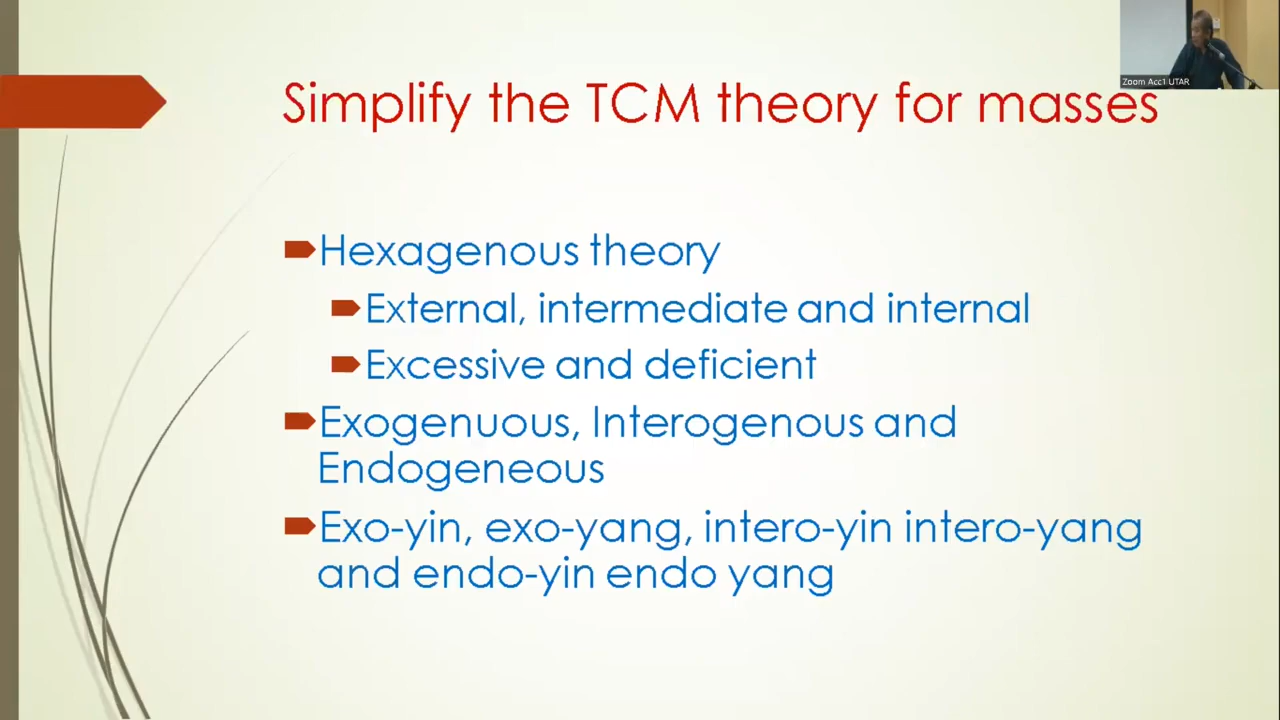 Zoom Acc1 UTAR
Simplify the TCM theory for masses
Hexagenous theory
External, intermediate and internal
Excessive and deficient
Exogenuous, Interogenous and
Endogeneous
Exo-yin, exo-yang, intero-yin intero-yang
and endo-yin endo yang